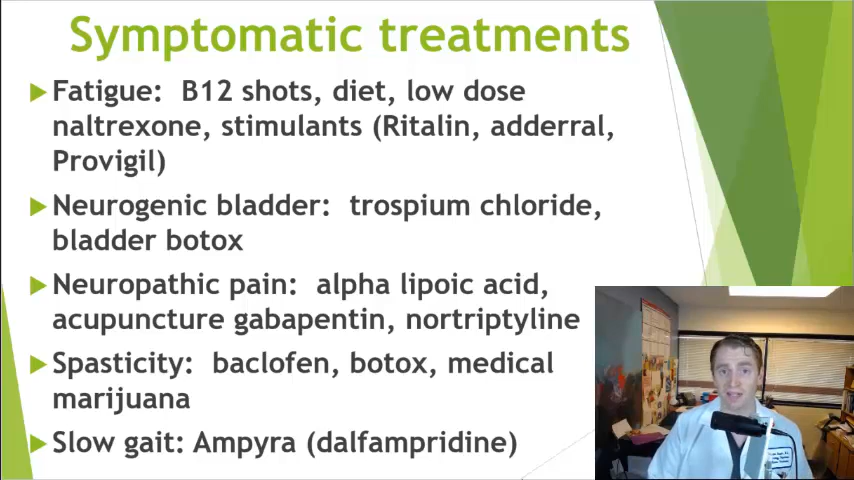 Symptomatic treatments
Fatigue: B12 shots, diet, low dose
naltrexone, stimulants (Ritalin, adderral,
Provigil)
Neurogenic bladder: trospium chloride,
bladder botox
Neuropathic pain: alpha lipoic acid,
acupuncture gabapentin, nortriptyline
Spasticity: baclofen, botox, medical
marijuana
Slow gait: Ampyra (dalfampridine)